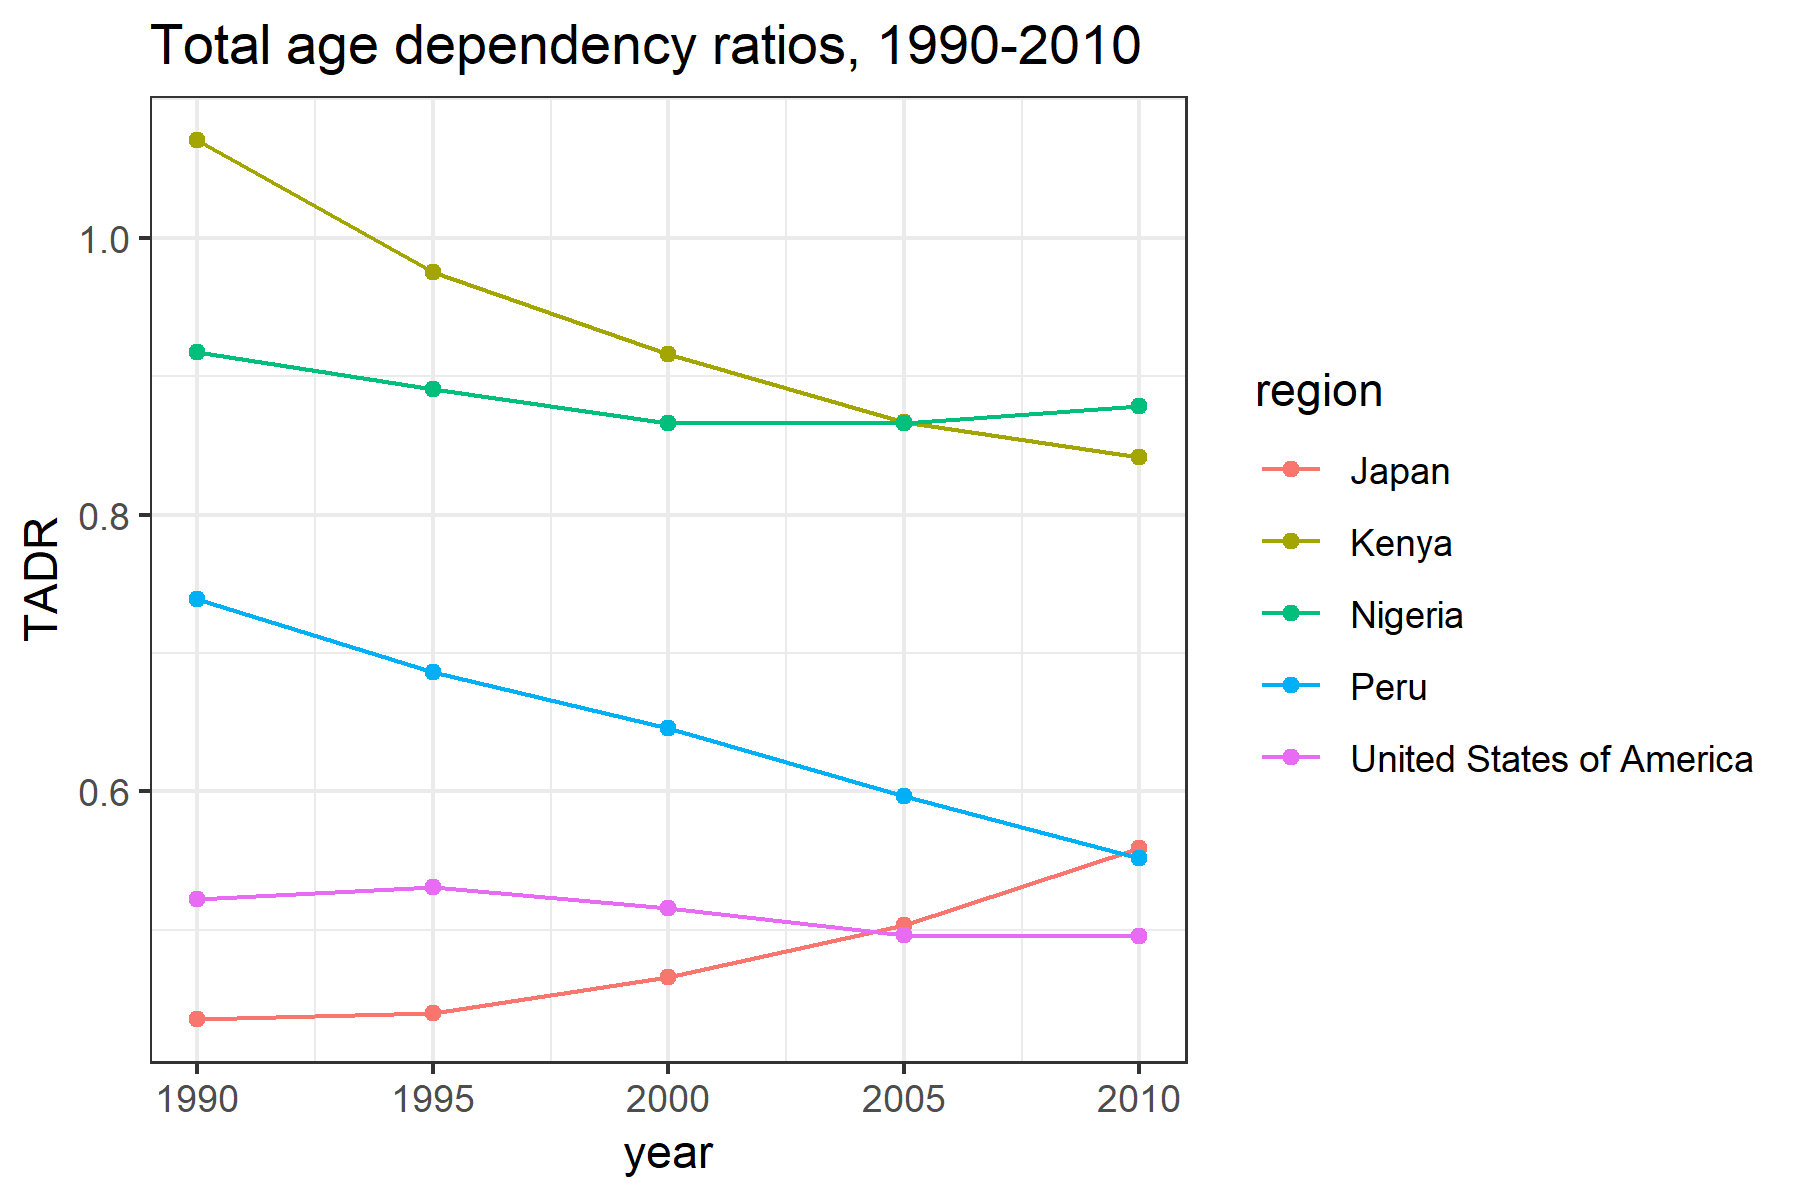 Total age dependency ratios, 1990-2010
1.0
0.8
0.6
TADR
1990 1995 2000 2005 2010
year
region
Japan
Kenya
Nigeria
Peru
United States of America